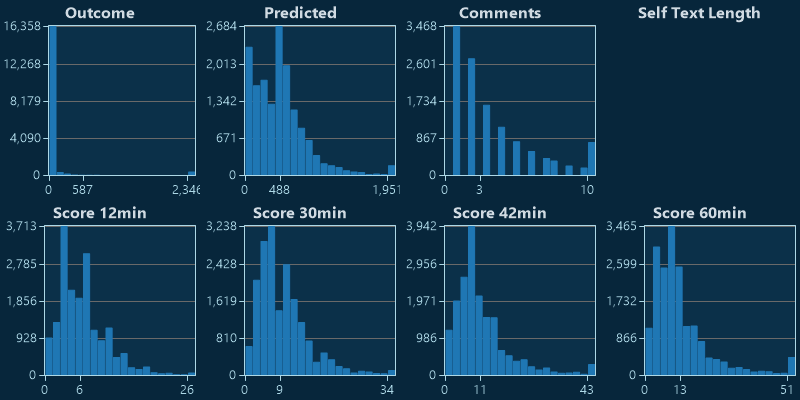 Outcome
16,358
12,268
8,179
4,090
0
0 587 2,346
Predicted
2,684
2,013
1,342
671
0
0 488 1,951
Comments
3,468
2,601
1,734
867
0
0 3 10
Self Text Length
Score 12min
3,713
2,785
1,856
928
0
0 6 26
Score 30min
3,238
2,428
1,619
810
0
0 9 34
Score 42min
3,942
2,956
1,971
986
0
0 11 43
Score 60min
3,465
2,599
1,732
866
0
0 13 51